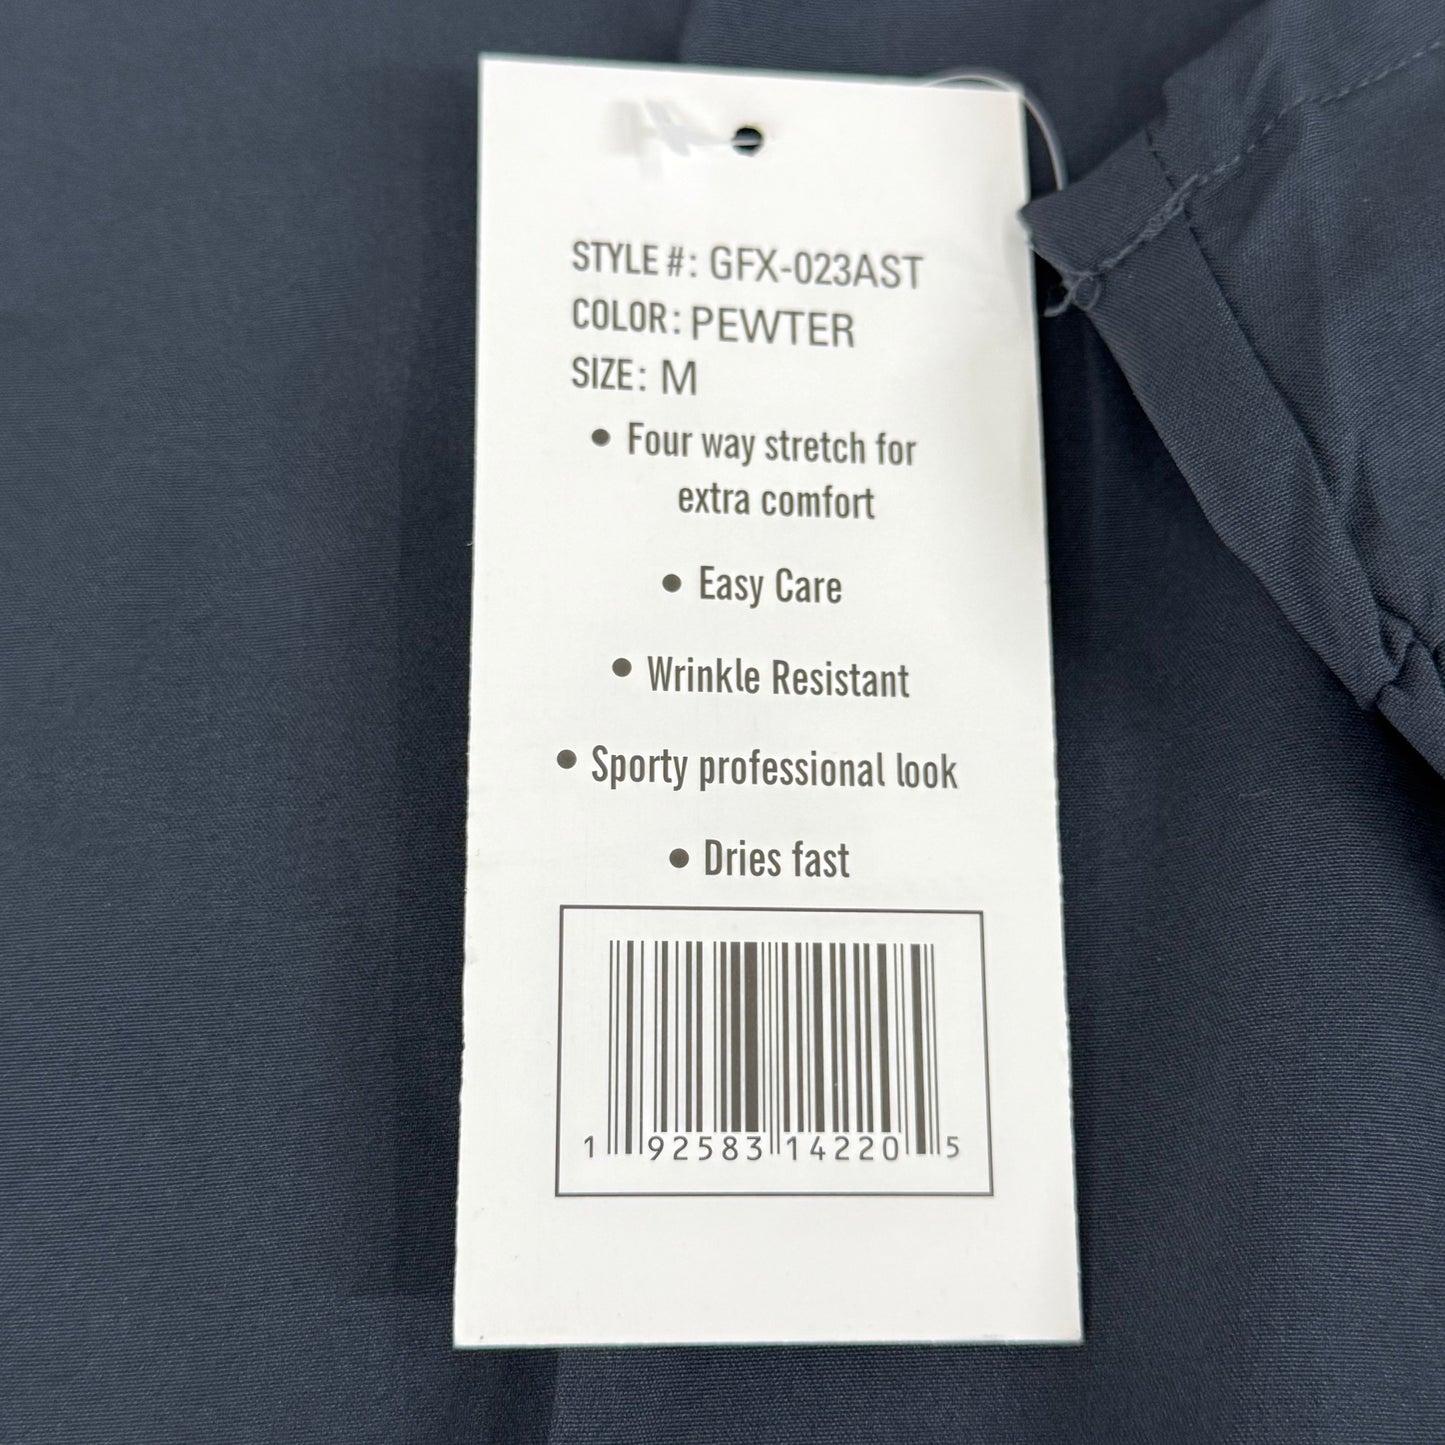 STYLE #: GFX-023AST
COLOR: PEWTER
SIZE: M
• Four way stretch for
extra comfort
• Easy Care
• Wrinkle Resistant
• Sporty professional look
• Dries fast
1 92583 14220 5